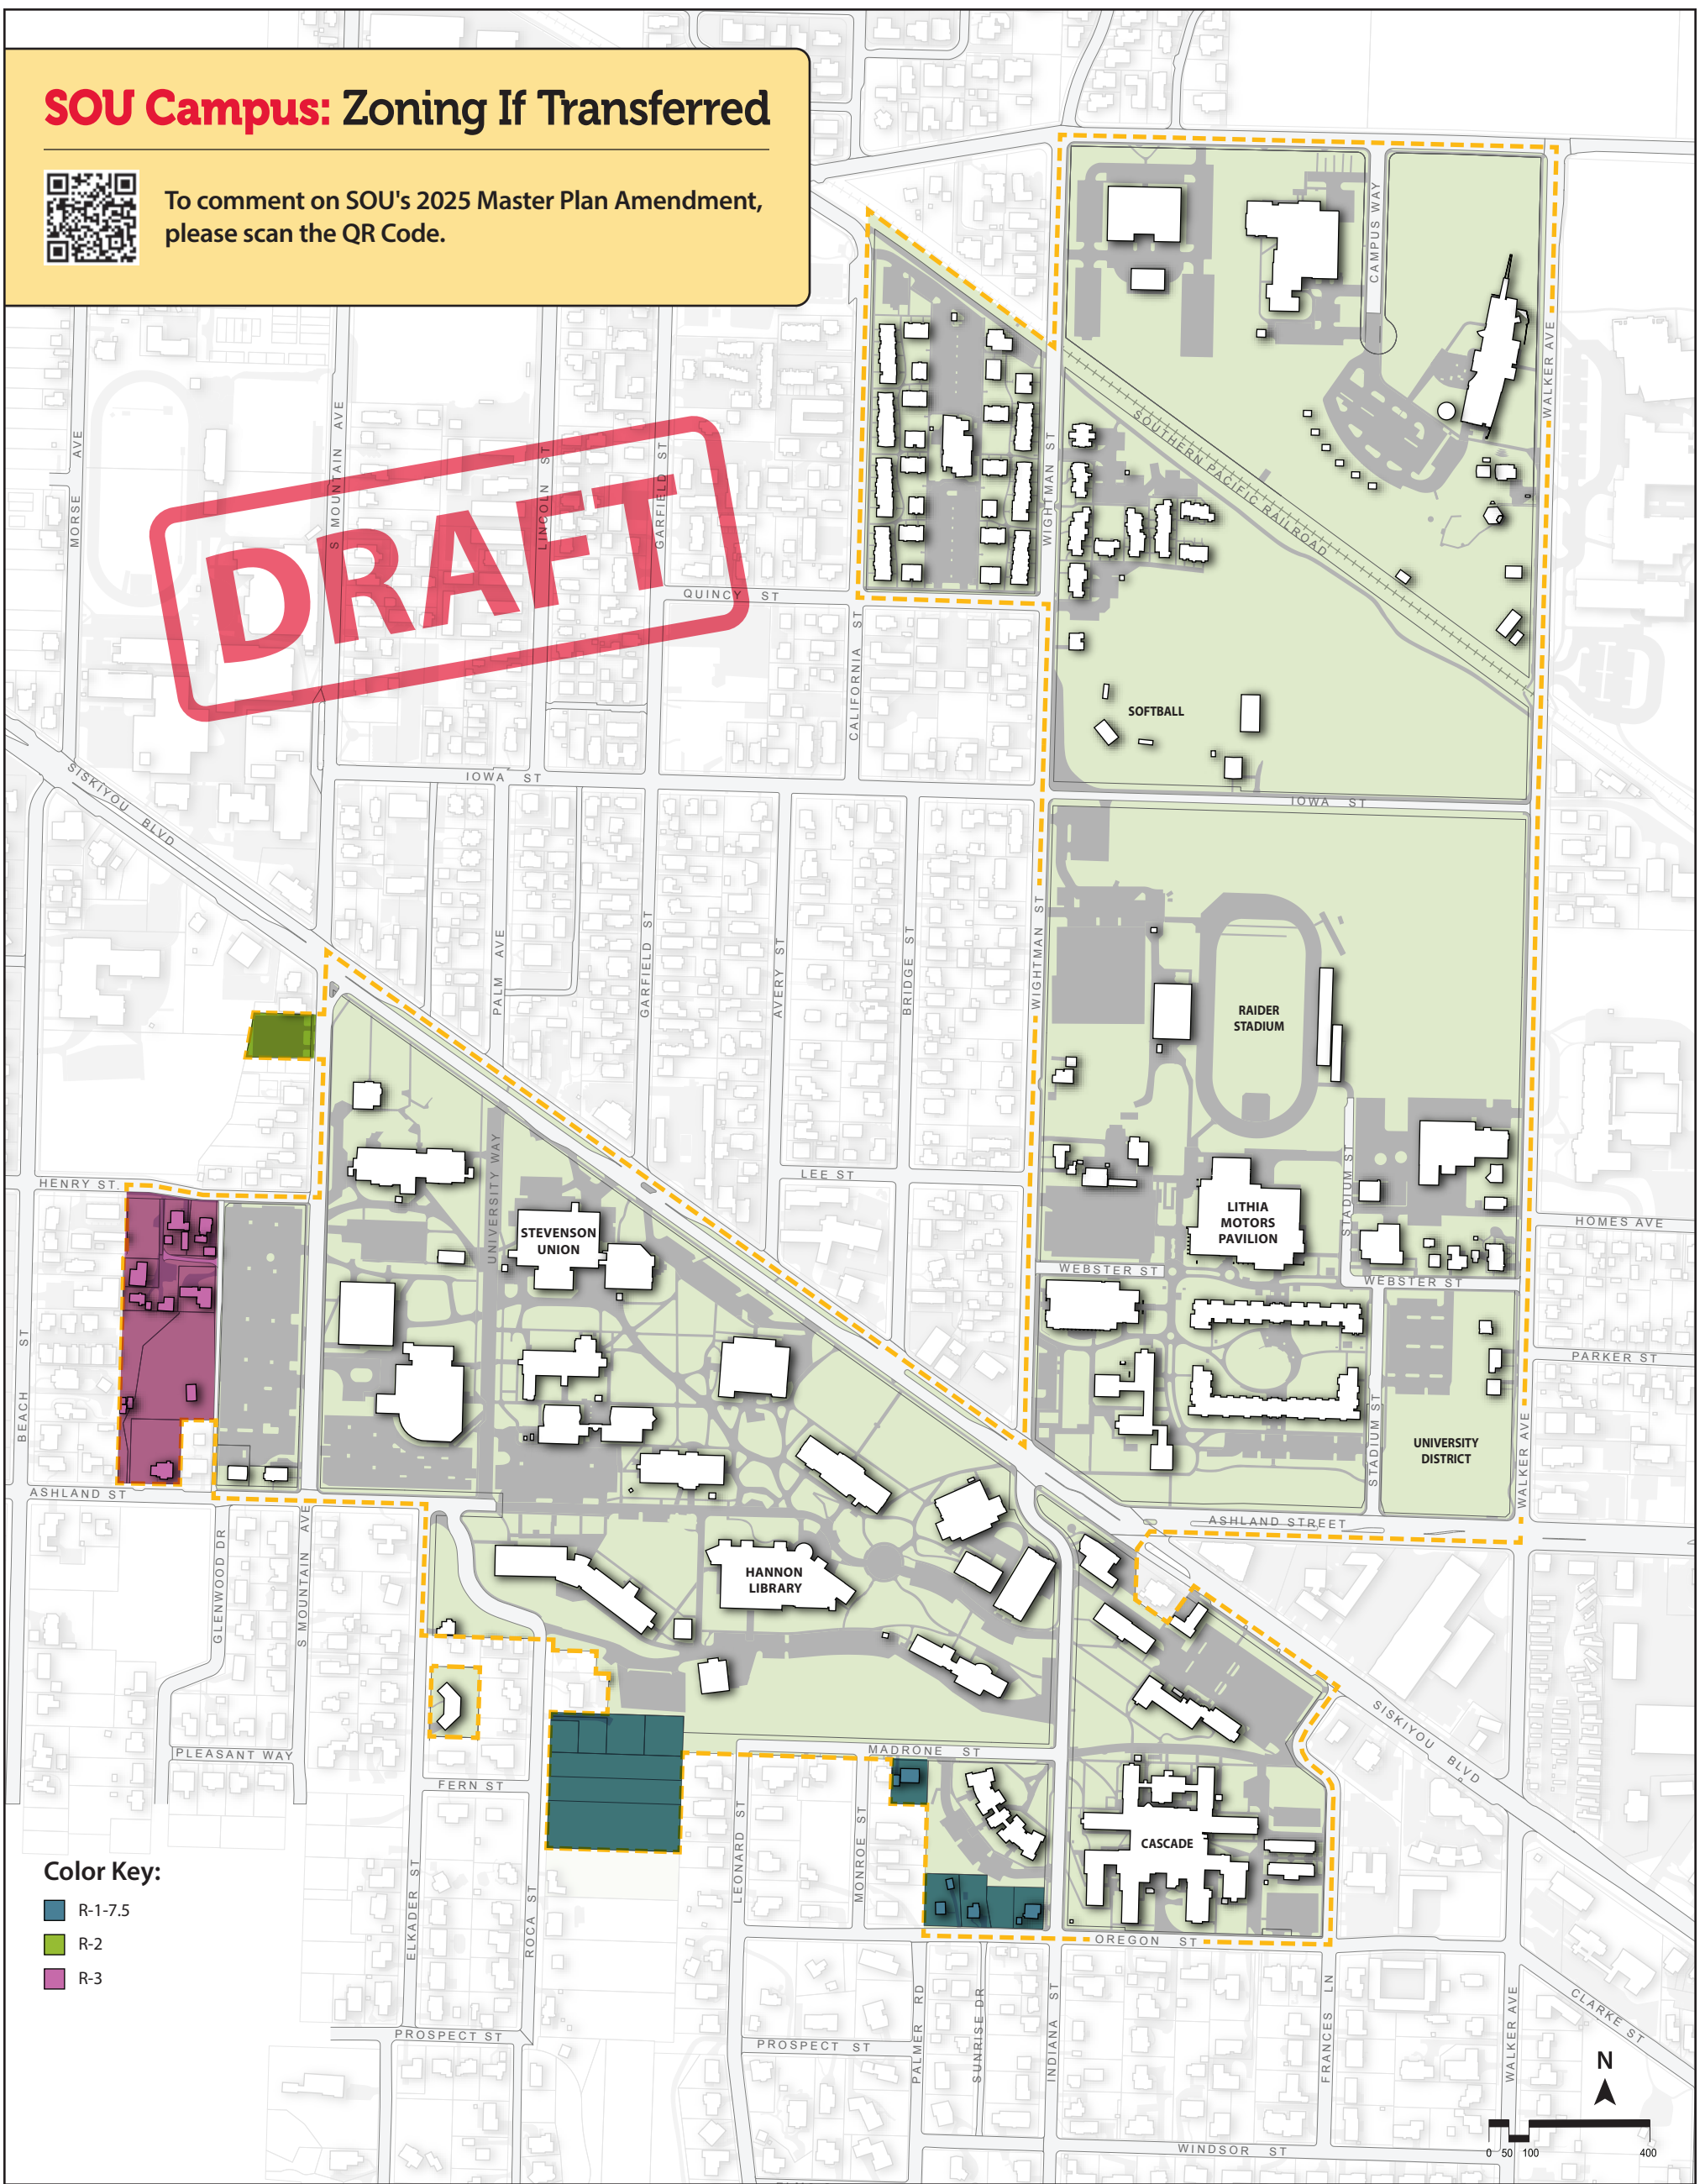 SOU Campus: Zoning If Transferred
To comment on SOU's 2025 Master Plan Amendment,
please scan the QR Code.
DRAFT
CAMPUS WAY
WALKER AVE
MORSE AVE
S MOUNTAIN AVE
LINCOLN ST
GARFIELD ST
WIGHTMAN ST
SOUTHERN PACIFIC RAILROAD
QUINCY ST
CALIFORNIA ST
SOFTBALL
SISKIYOU BLVD
IOWA ST
IOWA ST
PALM AVE
GARFIELD ST
AVERY ST
BRIDGE ST
WIGHTMAN ST
RAIDER
STADIUM
UNIVERSITY WAY
LEE ST
STADIUM ST
HENRY ST.
STEVENSON
UNION
LITHIA
MOTORS
PAVILION
HOMES AVE
WEBSTER ST
WEBSTER ST
BEACH ST
PARKER ST
STADIUM ST
UNIVERSITY
DISTRICT
WALKER AVE
ASHLAND ST
ASHLAND STREET
GLENWOOD DR
S MOUNTAIN AVE
HANNON
LIBRARY
SISKIYOU BLVD
PLEASANT WAY
MADRONE ST
FERN ST
LEONARD ST
MONROE ST
CASCADE
Color Key:
R-1-7.5
R-2
R-3
ELKADER ST
ROCA ST
OREGON ST
PROSPECT ST
PROSPECT ST
PALMER RD
SUNRISE DR
INDIANA ST
FRANCES LN
WALKER AVE
CLARKE ST
WINDSOR ST
N
0 50 100 400